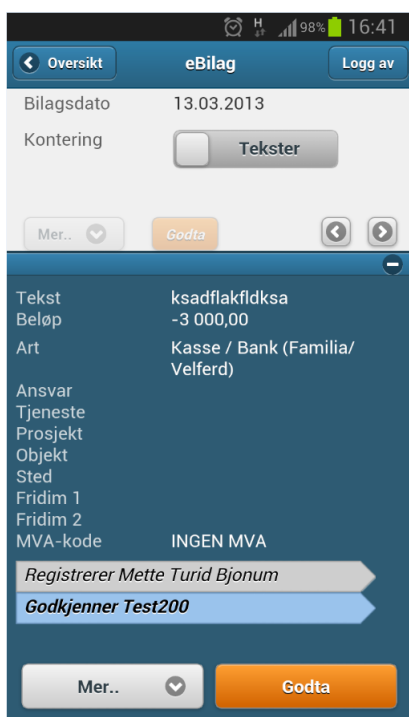 H 98% 16:41
Oversikt eBilag Logg av
Bilagsdato 13.03.2013
Kontering Tekster
Mer.. Godta
Tekst ksadflakfldksa
Beløp -3 000,00
Art Kasse / Bank (Familia/
Velferd)
Ansvar
Tjeneste
Prosjekt
Objekt
Sted
Fridim 1
Fridim 2
MVA-kode INGEN MVA
Registrerer Mette Turid Bjonum
Godkjenner Test200
Mer.. Godta